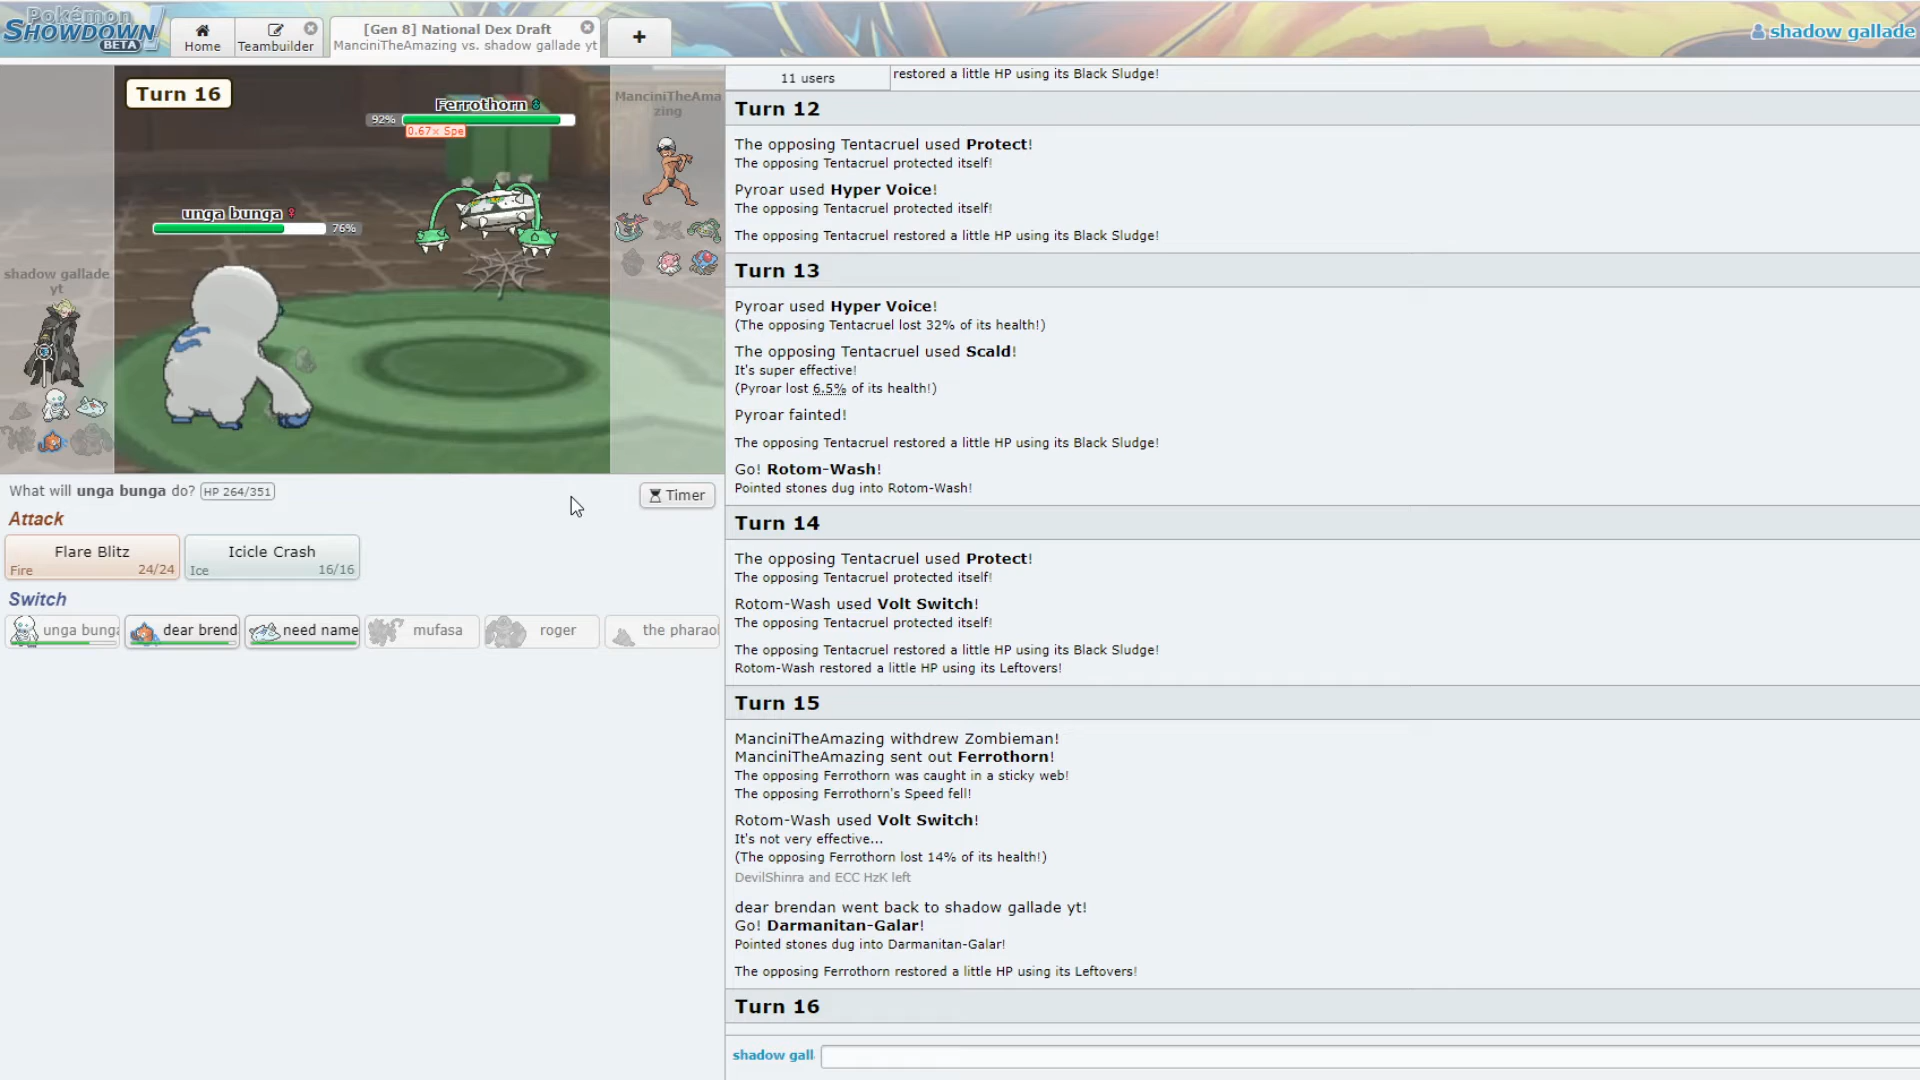 Pokémon
SHOWDOWN
BETA
Home
Teambuilder
[Gen 8] National Dex Draft
ManciniTheAmazing vs. shadow gallade yt
+
shadow gallade
Turn 16
Ferrothorn
92%
0.67× Spe
unga bunga
76%
ManciniTheAma
zing
shadow gallade
yt
What will unga bunga do? HP 264/351
Timer
Attack
Flare Blitz
Fire 24/24
Icicle Crash
Ice 16/16
Switch
unga bunga
dear brend
need name
mufasa
roger
the pharaol
11 users
restored a little HP using its Black Sludge!
Turn 12
The opposing Tentacruel used Protect!
The opposing Tentacruel protected itself!
Pyroar used Hyper Voice!
The opposing Tentacruel protected itself!
The opposing Tentacruel restored a little HP using its Black Sludge!
Turn 13
Pyroar used Hyper Voice!
(The opposing Tentacruel lost 32% of its health!)
The opposing Tentacruel used Scald!
It's super effective!
(Pyroar lost 6.5% of its health!)
Pyroar fainted!
The opposing Tentacruel restored a little HP using its Black Sludge!
Go! Rotom-Wash!
Pointed stones dug into Rotom-Wash!
Turn 14
The opposing Tentacruel used Protect!
The opposing Tentacruel protected itself!
Rotom-Wash used Volt Switch!
The opposing Tentacruel protected itself!
The opposing Tentacruel restored a little HP using its Black Sludge!
Rotom-Wash restored a little HP using its Leftovers!
Turn 15
ManciniTheAmazing withdrew Zombieman!
ManciniTheAmazing sent out Ferrothorn!
The opposing Ferrothorn was caught in a sticky web!
The opposing Ferrothorn's Speed fell!
Rotom-Wash used Volt Switch!
It's not very effective...
(The opposing Ferrothorn lost 14% of its health!)
DevilShinra and ECC HzK left
dear brendan went back to shadow gallade yt!
Go! Darmanitan-Galar!
Pointed stones dug into Darmanitan-Galar!
The opposing Ferrothorn restored a little HP using its Leftovers!
Turn 16
shadow gall